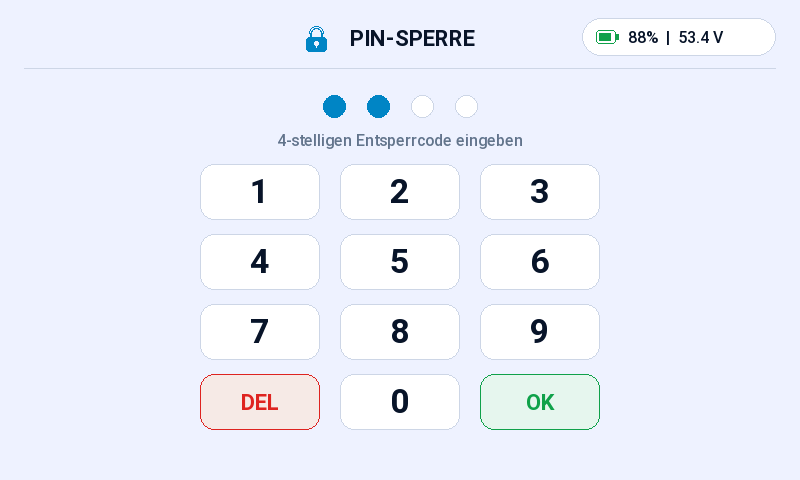 PIN-SPERRE
88% | 53.4 V
4-stelligen Entsperrcode eingeben
1 2 3
4 5 6
7 8 9
DEL 0 OK